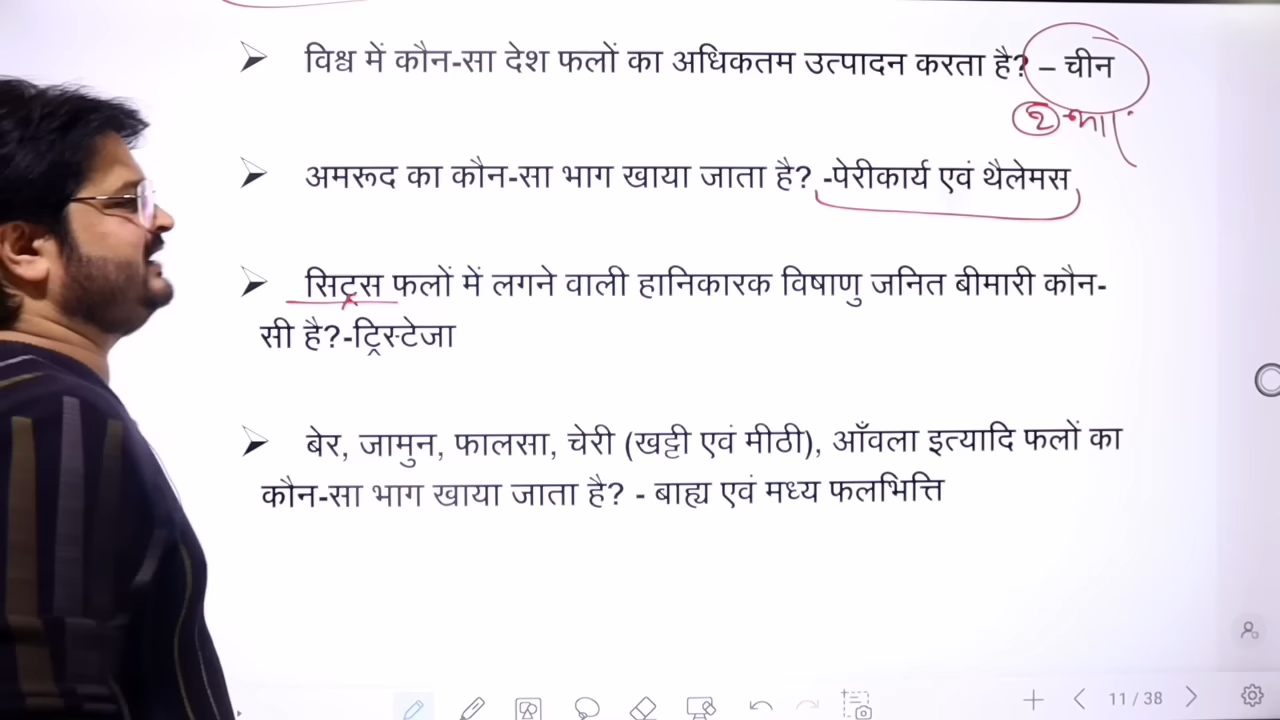 ➢ विश्व में कौन-सा देश फलों का अधिकतम उत्पादन करता है? – चीन
②
➢ अमरूद का कौन-सा भाग खाया जाता है? -पेरीकार्य एवं थैलेमस
➢ सिट्रस फलों में लगने वाली हानिकारक विषाणु जनित बीमारी कौन-
सी है?-ट्रिस्टेजा
➢ बेर, जामुन, फालसा, चेरी (खट्टी एवं मीठी), आँवला इत्यादि फलों का
कौन-सा भाग खाया जाता है? - बाह्य एवं मध्य फलभित्ति
11 / 38